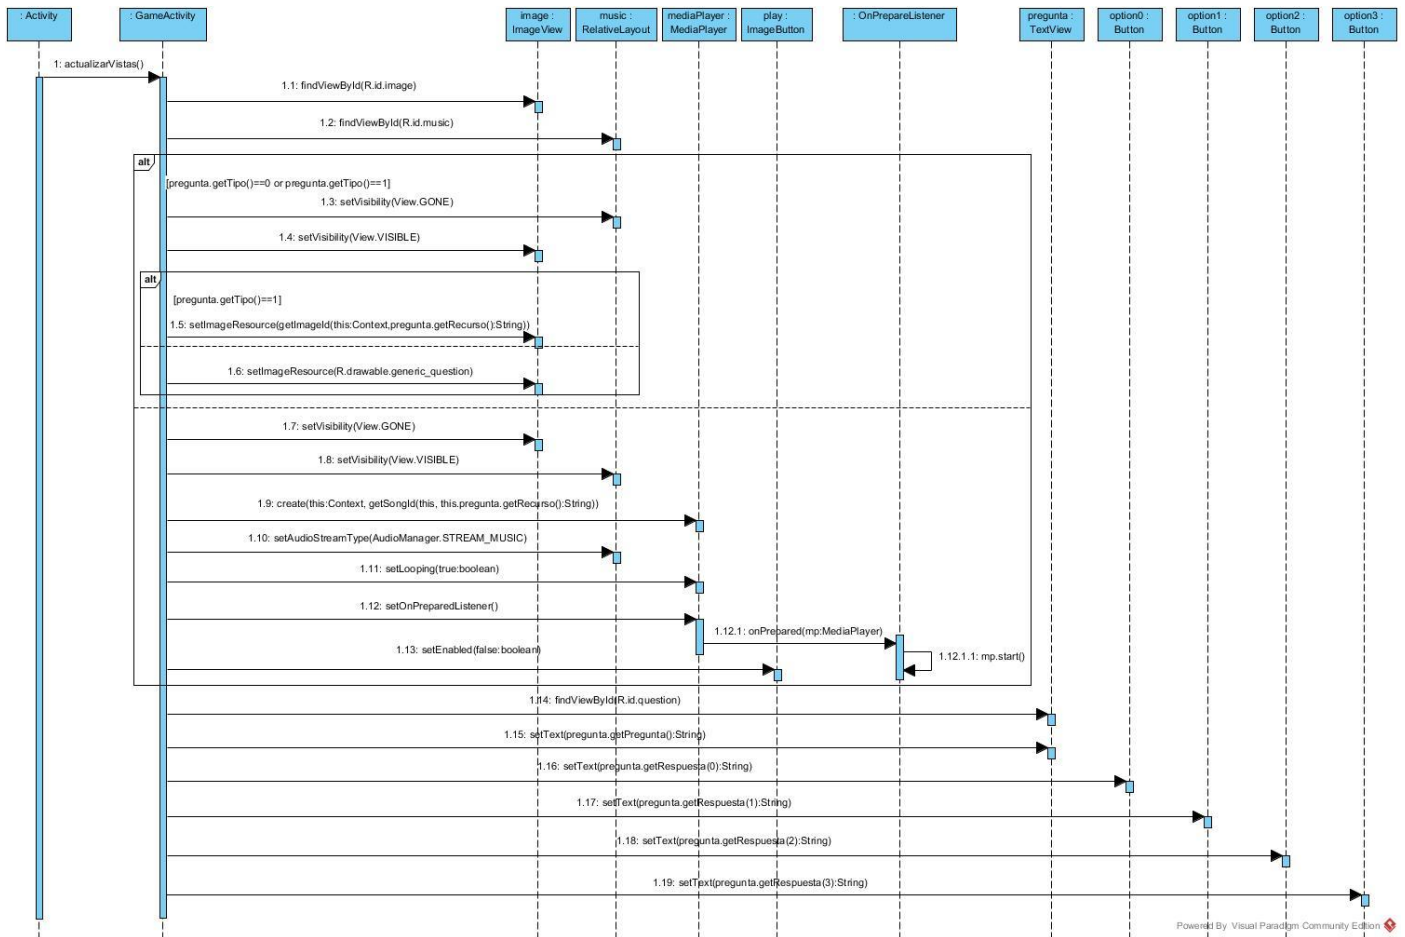 : Activity
: GameActivity
image :
ImageView
music :
RelativeLayout
mediaPlayer :
MediaPlayer
play :
ImageButton
: OnPrepareListener
pregunta :
TextView
option0 :
Button
option1 :
Button
option2 :
Button
option3 :
Button
1: actualizarVistas()
1.1: findViewById(R.id.image)
1.2: findViewById(R.id.music)
alt
[pregunta.getTipo()==0 or pregunta.getTipo()==1]
1.3: setVisibility(View.GONE)
1.4: setVisibility(View.VISIBLE)
alt
[pregunta.getTipo()==1]
1.5: setImageResource(getImageId(this:Context,pregunta.getRecurso():String))
1.6: setImageResource(R.drawable.generic_question)
1.7: setVisibility(View.GONE)
1.8: setVisibility(View.VISIBLE)
1.9: create(this:Context, getSongId(this, this.pregunta.getRecurso():String))
1.10: setAudioStreamType(AudioManager.STREAM_MUSIC)
1.11: setLooping(true:boolean)
1.12: setOnPreparedListener()
1.12.1: onPrepared(mp:MediaPlayer)
1.13: setEnabled(false:boolean)
1.12.1.1: mp.start()
1.14: findViewById(R.id.question)
1.15: setText(pregunta.getPregunta():String)
1.16: setText(pregunta.getRespuesta(0):String)
1.17: setText(pregunta.getRespuesta(1):String)
1.18: setText(pregunta.getRespuesta(2):String)
1.19: setText(pregunta.getRespuesta(3):String)
Powered By Visual Paradigm Community Edition